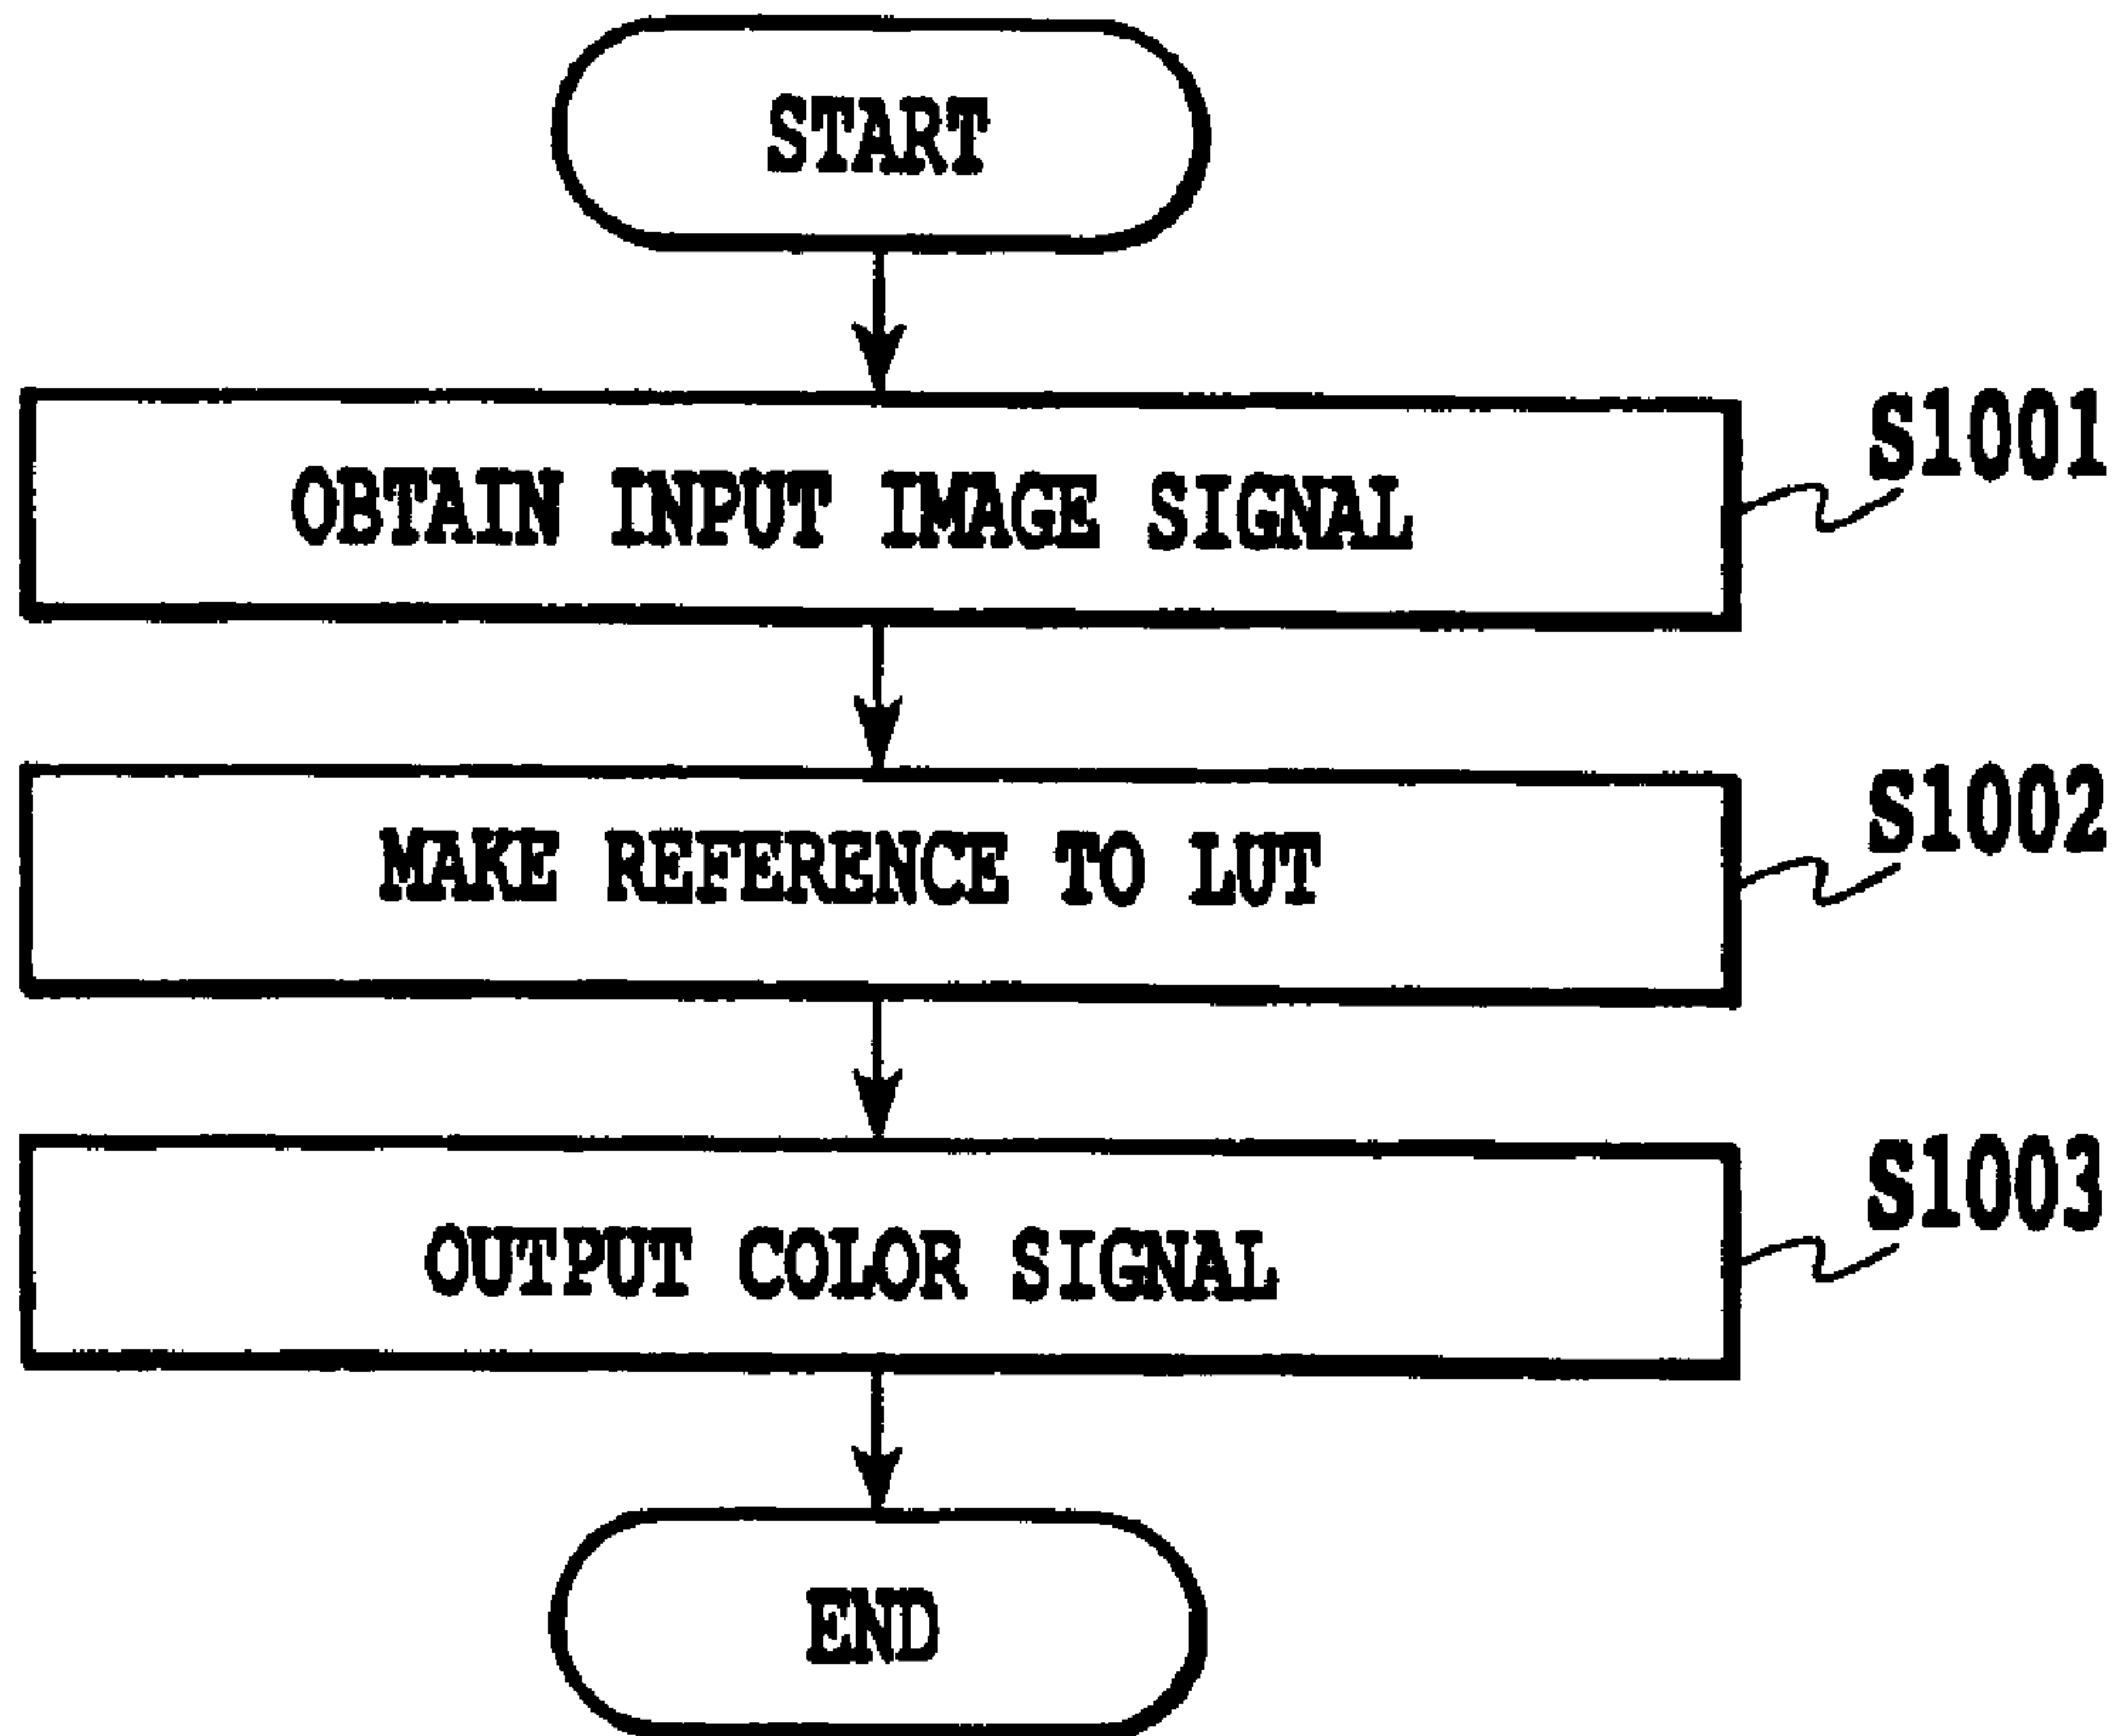 START
OBTAIN INPUT IMAGE SIGNAL
S1001
MAKE REFERENCE TO LUT
S1002
OUTPUT COLOR SIGNAL
S1003
END